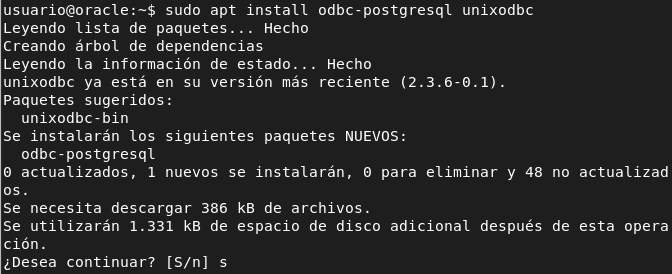 usuario@oracle:~$ sudo apt install odbc-postgresql unixodbc
Leyendo lista de paquetes... Hecho
Creando árbol de dependencias
Leyendo la información de estado... Hecho
unixodbc ya está en su versión más reciente (2.3.6-0.1).
Paquetes sugeridos:
  unixodbc-bin
Se instalarán los siguientes paquetes NUEVOS:
  odbc-postgresql
0 actualizados, 1 nuevos se instalarán, 0 para eliminar y 48 no actualizad
os.
Se necesita descargar 386 kB de archivos.
Se utilizarán 1.331 kB de espacio de disco adicional después de esta opera
ción.
¿Desea continuar? [S/n] s